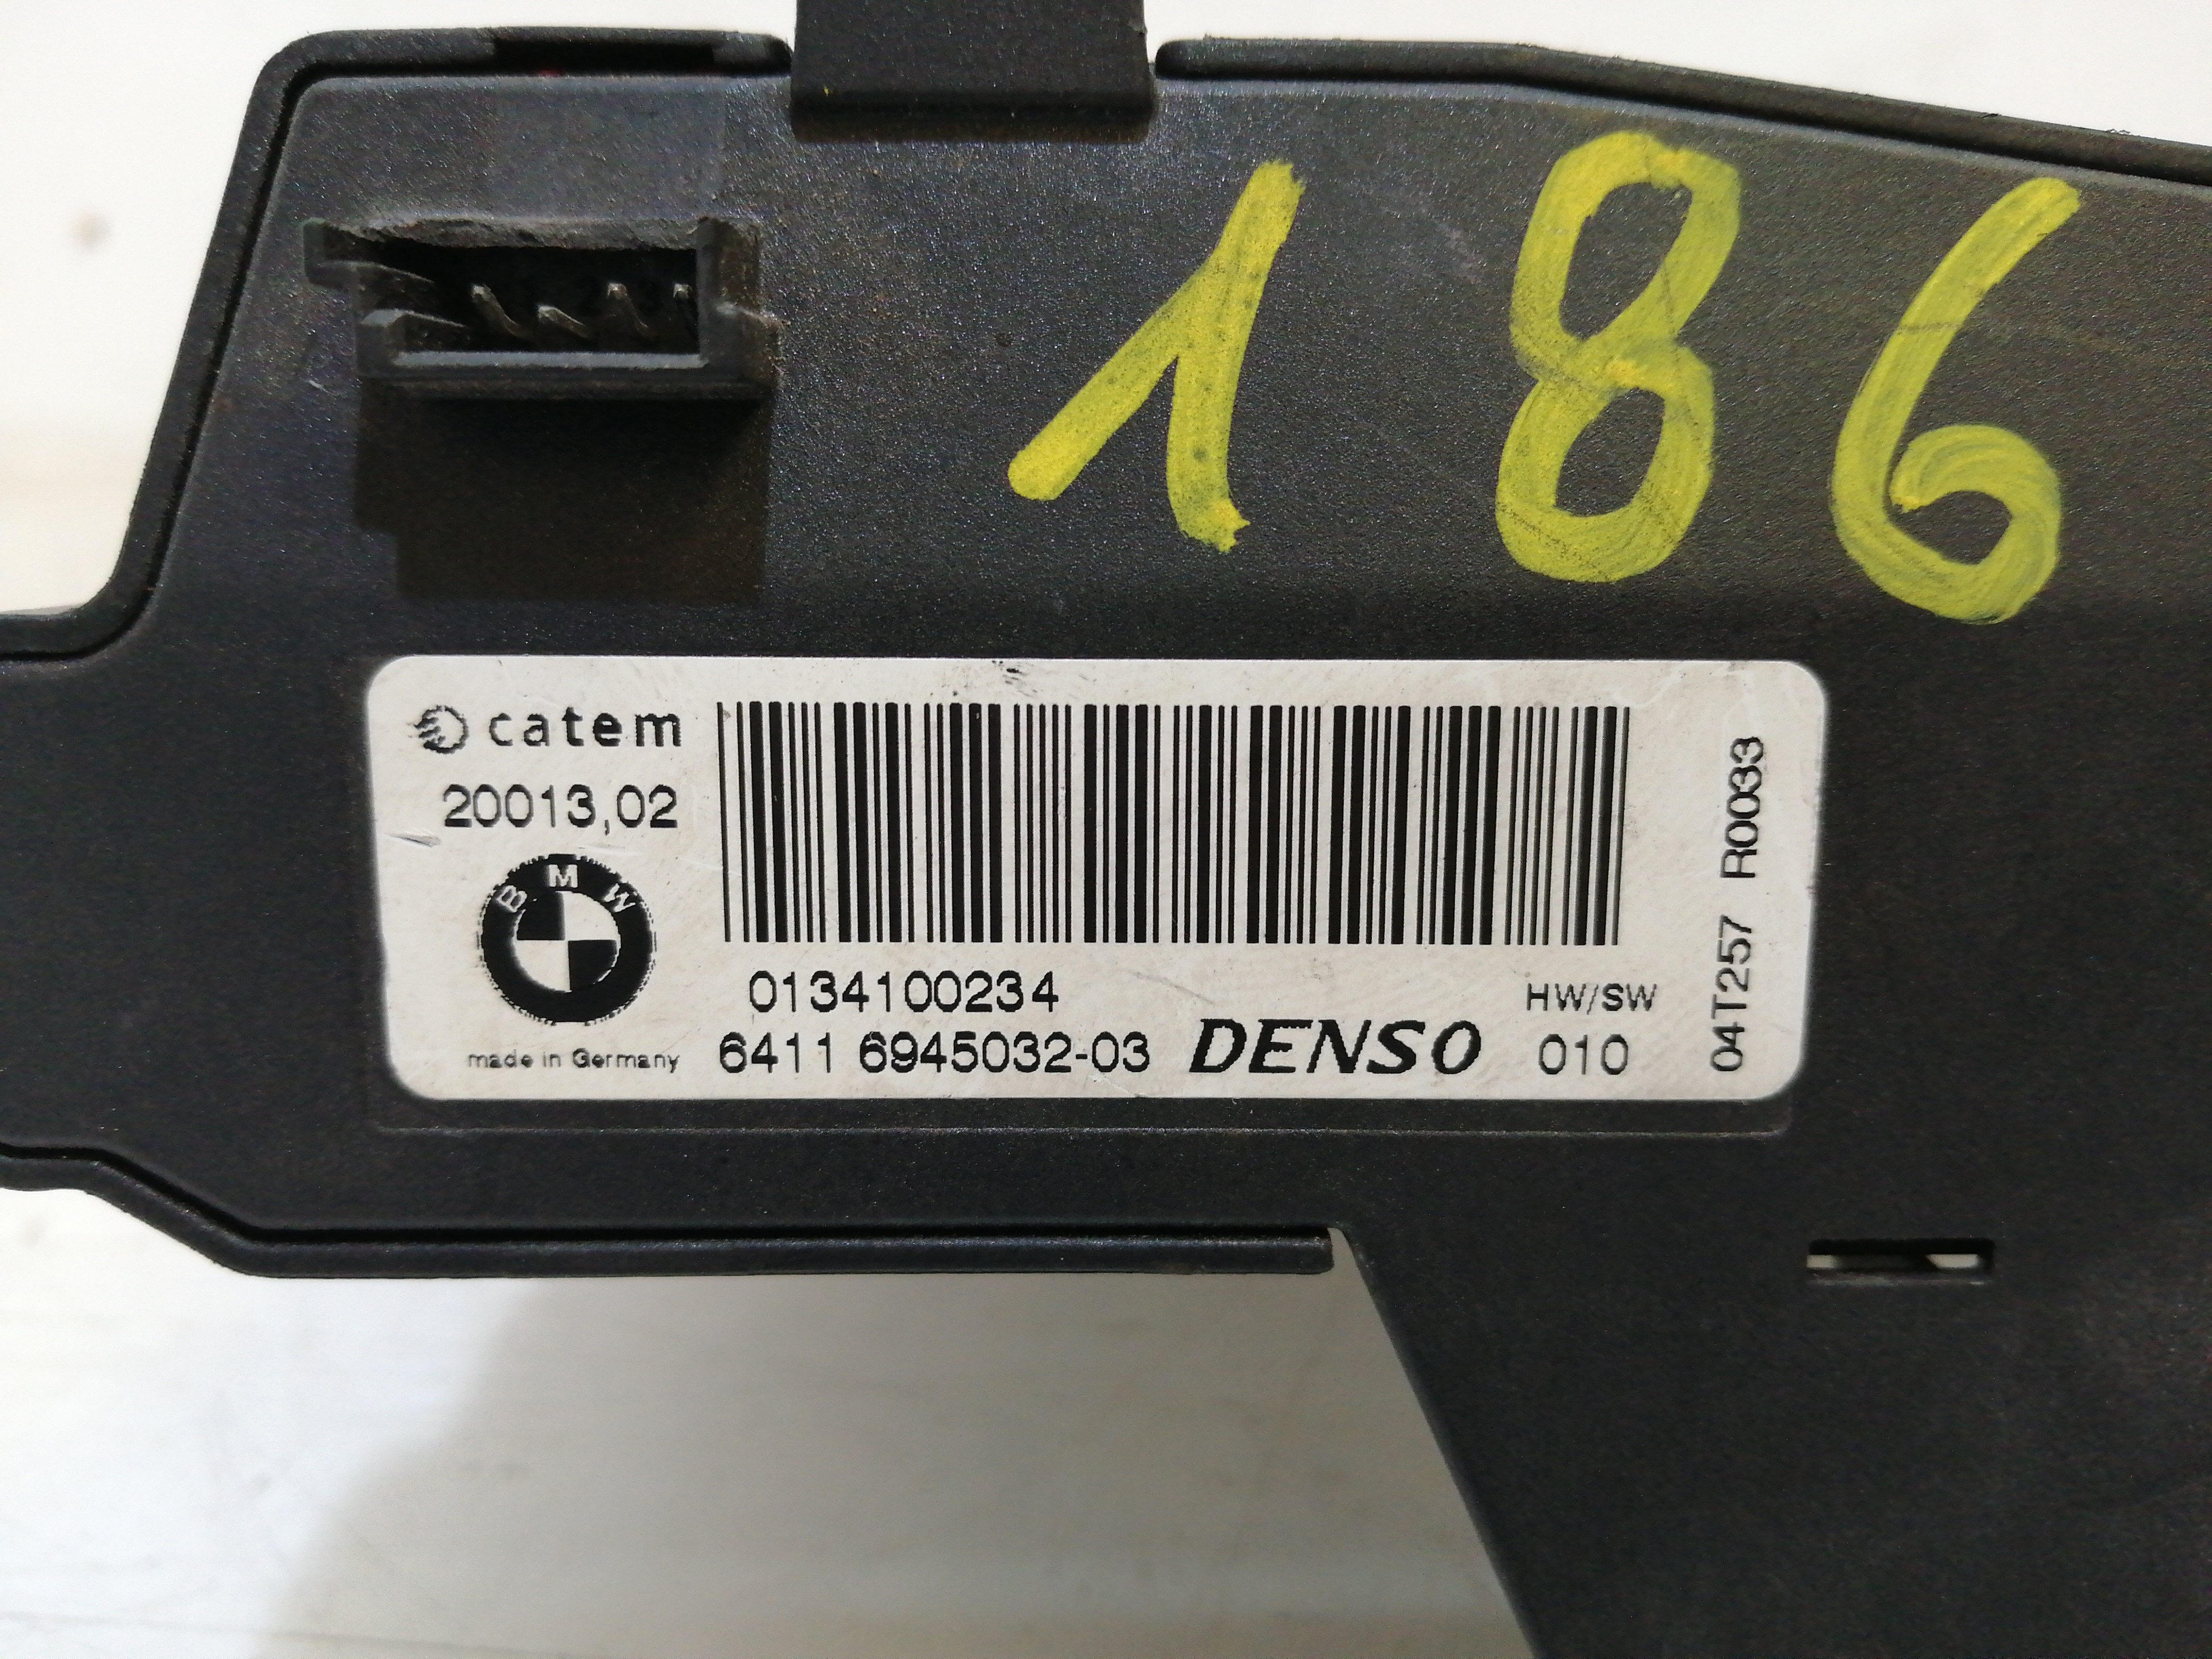 186
catem
20013,02
BMW
made in Germany
0134100234
6411 6945032-03
DENSO
HW/SW
010
04T257 R0033